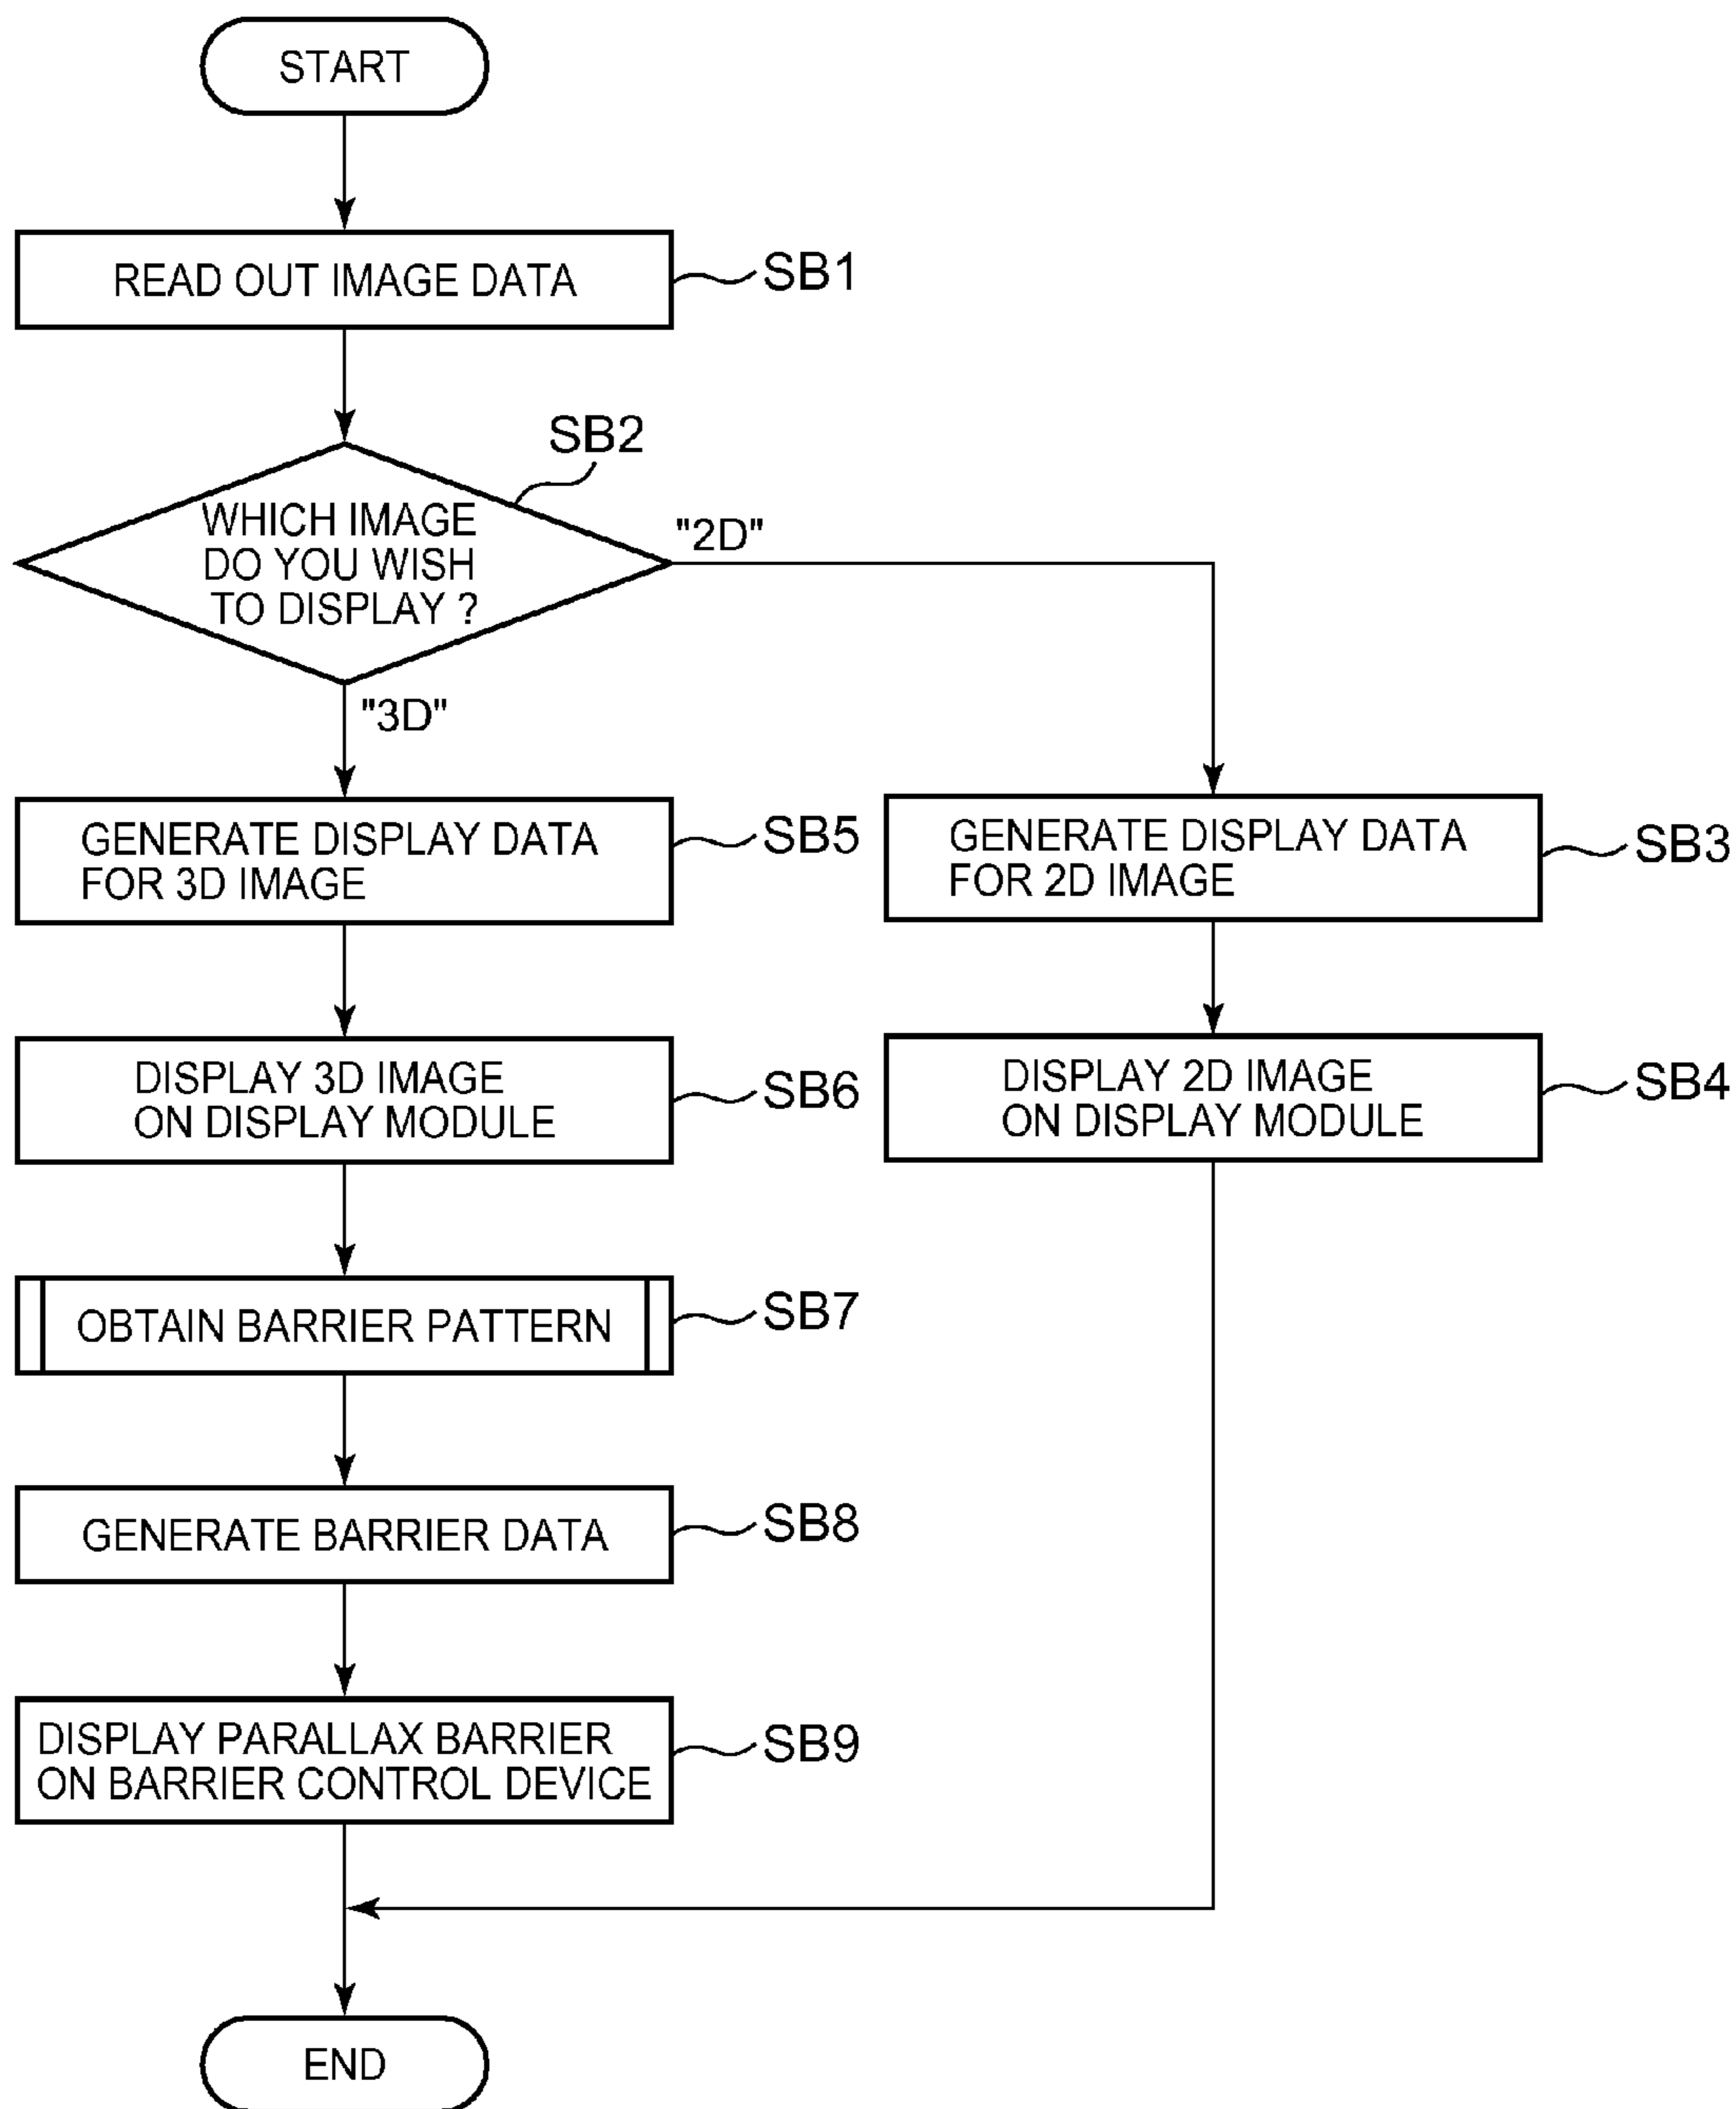 START
READ OUT IMAGE DATA
SB1
SB2
WHICH IMAGE
DO YOU WISH
TO DISPLAY ?
"2D"
"3D"
GENERATE DISPLAY DATA
FOR 3D IMAGE
SB5
GENERATE DISPLAY DATA
FOR 2D IMAGE
SB3
DISPLAY 3D IMAGE
ON DISPLAY MODULE
SB6
DISPLAY 2D IMAGE
ON DISPLAY MODULE
SB4
OBTAIN BARRIER PATTERN
SB7
GENERATE BARRIER DATA
SB8
DISPLAY PARALLAX BARRIER
ON BARRIER CONTROL DEVICE
SB9
END